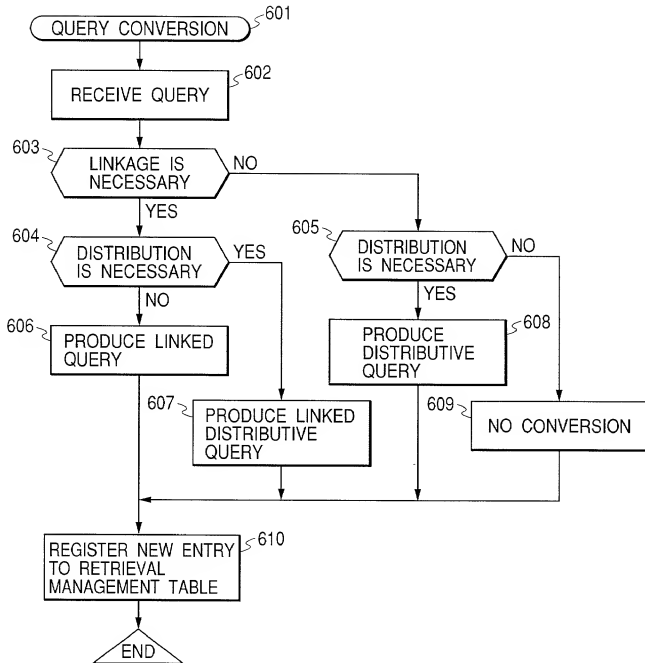 QUERY CONVERSION
601
602
RECEIVE QUERY
603
LINKAGE IS
NECESSARY
NO
YES
604
DISTRIBUTION
IS NECESSARY
YES
NO
605
DISTRIBUTION
IS NECESSARY
NO
YES
606
PRODUCE LINKED
QUERY
608
PRODUCE
DISTRIBUTIVE
QUERY
607
PRODUCE LINKED
DISTRIBUTIVE
QUERY
609
NO CONVERSION
610
REGISTER NEW ENTRY
TO RETRIEVAL
MANAGEMENT TABLE
END